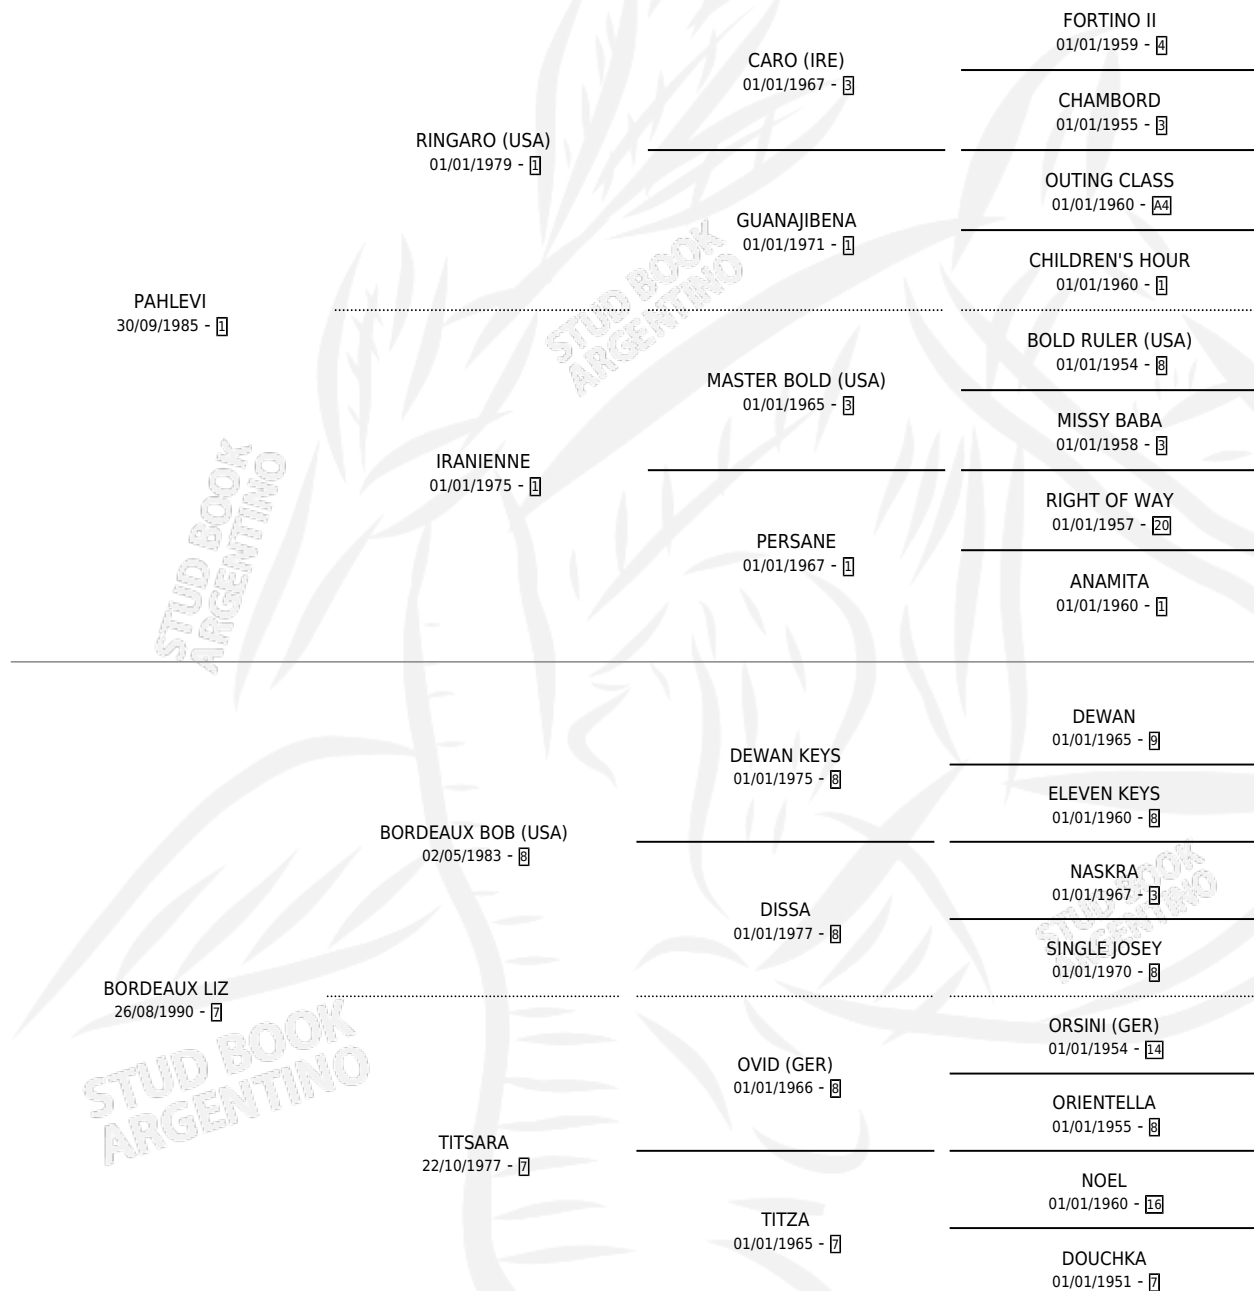 FORTINO II
01/01/1959 - 4
CARO (IRE)
01/01/1967 - 3
CHAMBORD
01/01/1955 - 3
RINGARO (USA)
01/01/1979 - 1
OUTING CLASS
01/01/1960 - A4
GUANAJIBENA
01/01/1971 - 1
CHILDREN'S HOUR
01/01/1960 - 1
PAHLEVI
30/09/1985 - 1
STUD BOOK
ARGENTINO
BOLD RULER (USA)
01/01/1954 - 8
MASTER BOLD (USA)
01/01/1965 - 3
MISSY BABA
01/01/1958 - 3
IRANIENNE
01/01/1975 - 1
RIGHT OF WAY
01/01/1957 - 20
PERSANE
01/01/1967 - 1
ANAMITA
01/01/1960 - 1
STUD BOOK
ARGENTINO
DEWAN
01/01/1965 - 9
DEWAN KEYS
01/01/1975 - 8
ELEVEN KEYS
01/01/1960 - 8
BORDEAUX BOB (USA)
02/05/1983 - 8
NASKRA
01/01/1967 - 3
STUD BOOK
ARGENTINO
DISSA
01/01/1977 - 8
SINGLE JOSEY
01/01/1970 - 8
BORDEAUX LIZ
26/08/1990 - 7
STUD BOOK
ARGENTINO
ORSINI (GER)
01/01/1954 - 14
OVID (GER)
01/01/1966 - 8
ORIENTELLA
01/01/1955 - 8
TITSARA
22/10/1977 - 7
NOEL
01/01/1960 - 16
TITZA
01/01/1965 - 7
DOUCHKA
01/01/1951 - 7